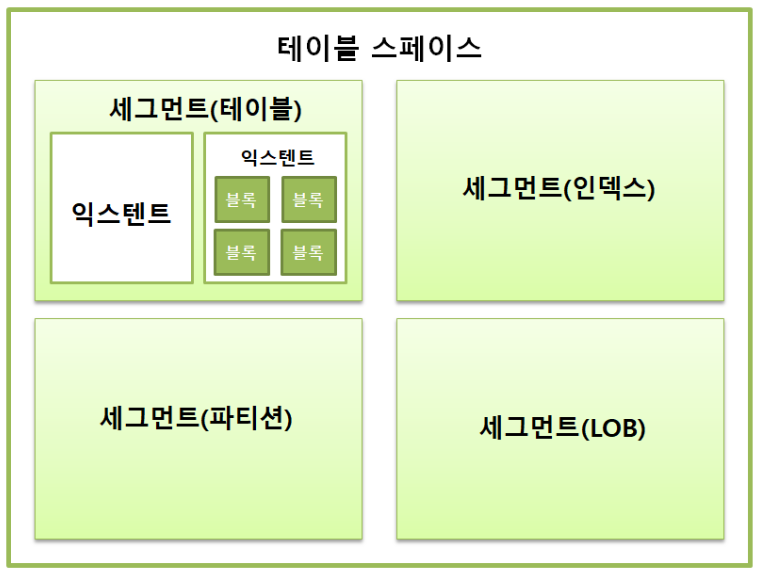 테이블 스페이스
세그먼트(테이블)
익스텐트
익스텐트
블록 블록
블록 블록
세그먼트(인덱스)
세그먼트(파티션)
세그먼트(LOB)